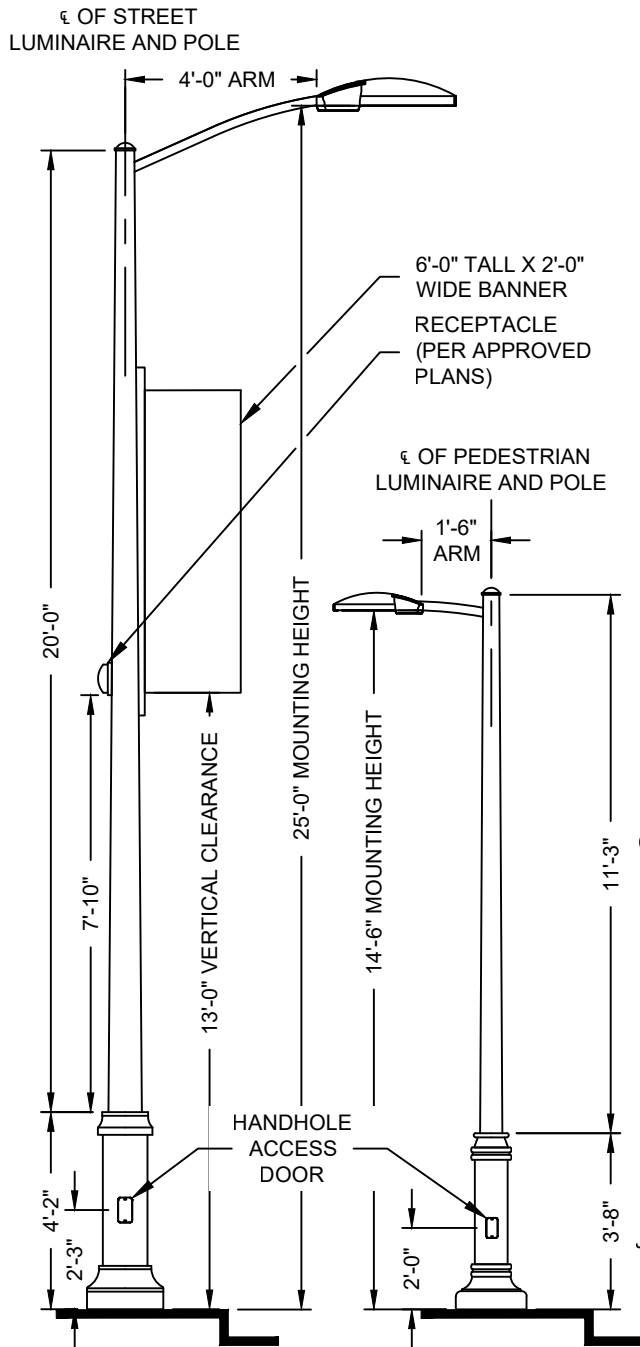 ℄ OF STREET
LUMINAIRE AND POLE
4'-0" ARM
6'-0" TALL X 2'-0"
WIDE BANNER
RECEPTACLE
(PER APPROVED
PLANS)
℄ OF PEDESTRIAN
LUMINAIRE AND POLE
1'-6"
ARM
20'-0"
7'-10"
13'-0" VERTICAL CLEARANCE
25'-0" MOUNTING HEIGHT
14'-6" MOUNTING HEIGHT
11'-3"
HANDHOLE
ACCESS
DOOR
4'-2"
2'-3"
2'-0"
3'-8"